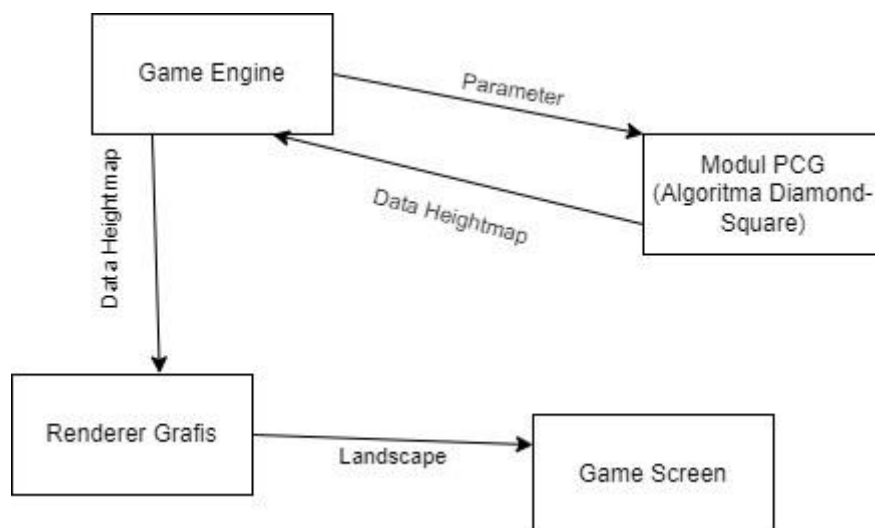 Game Engine
Parameter
Modul PCG
(Algoritma Diamond-
Square)
Data Heightmap
Data Heightmap
Renderer Grafis
Landscape
Game Screen